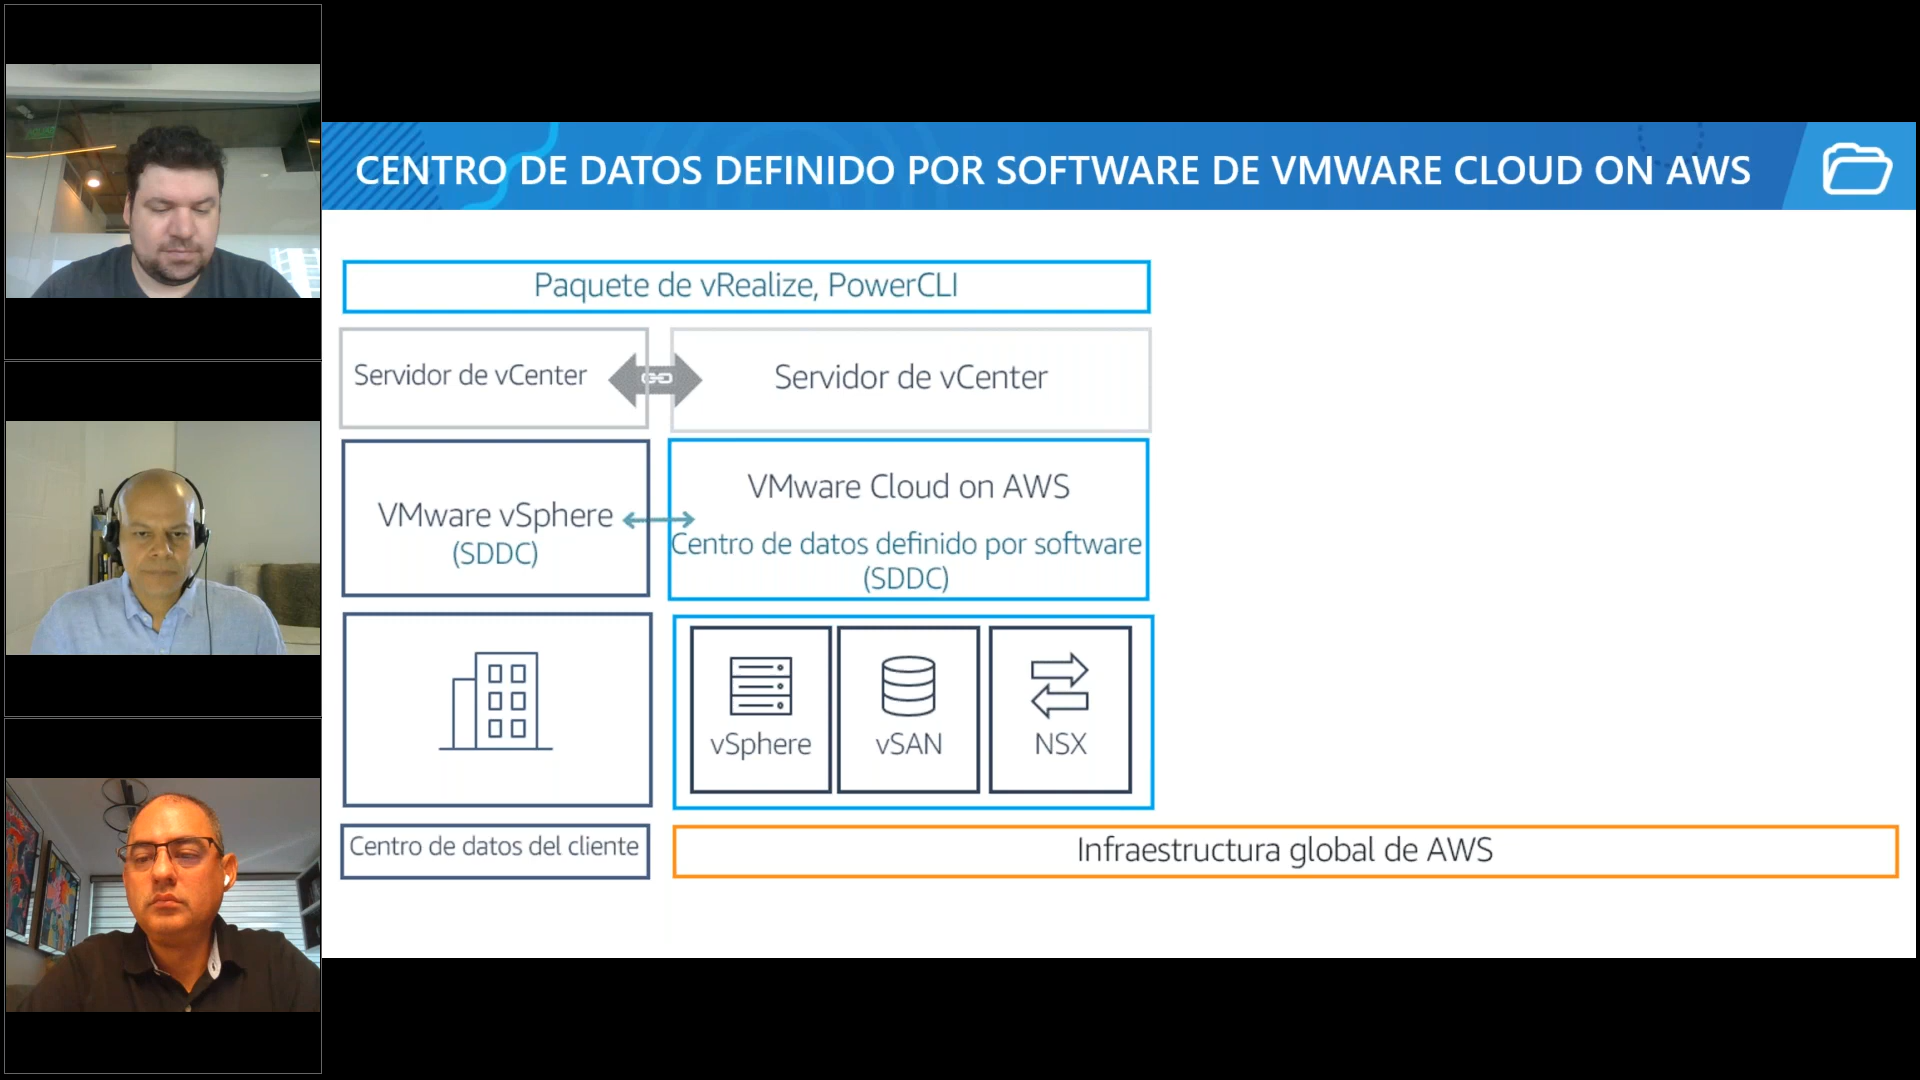 CENTRO DE DATOS DEFINIDO POR SOFTWARE DE VMWARE CLOUD ON AWS
Paquete de vRealize, PowerCLI
Servidor de vCenter
Servidor de vCenter
VMware vSphere
(SDDC)
VMware Cloud on AWS
Centro de datos definido por software
(SDDC)
vSphere
vSAN
NSX
Centro de datos del cliente
Infraestructura global de AWS